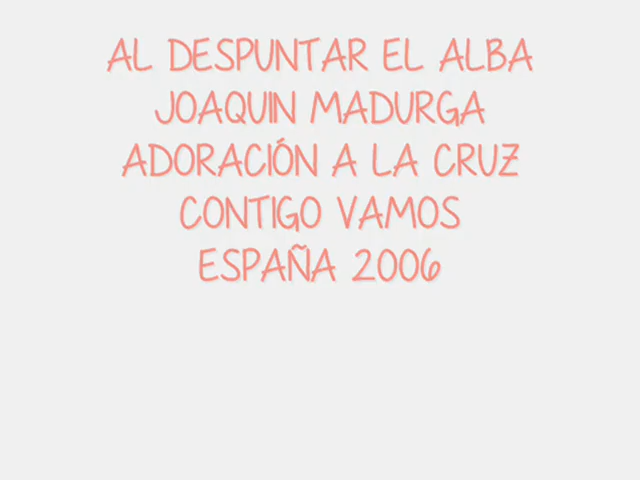 AL DESPUNTAR EL ALBA
JOAQUIN MADURGA
ADORACIÓN A LA CRUZ
CONTIGO VAMOS
ESPAÑA 2006